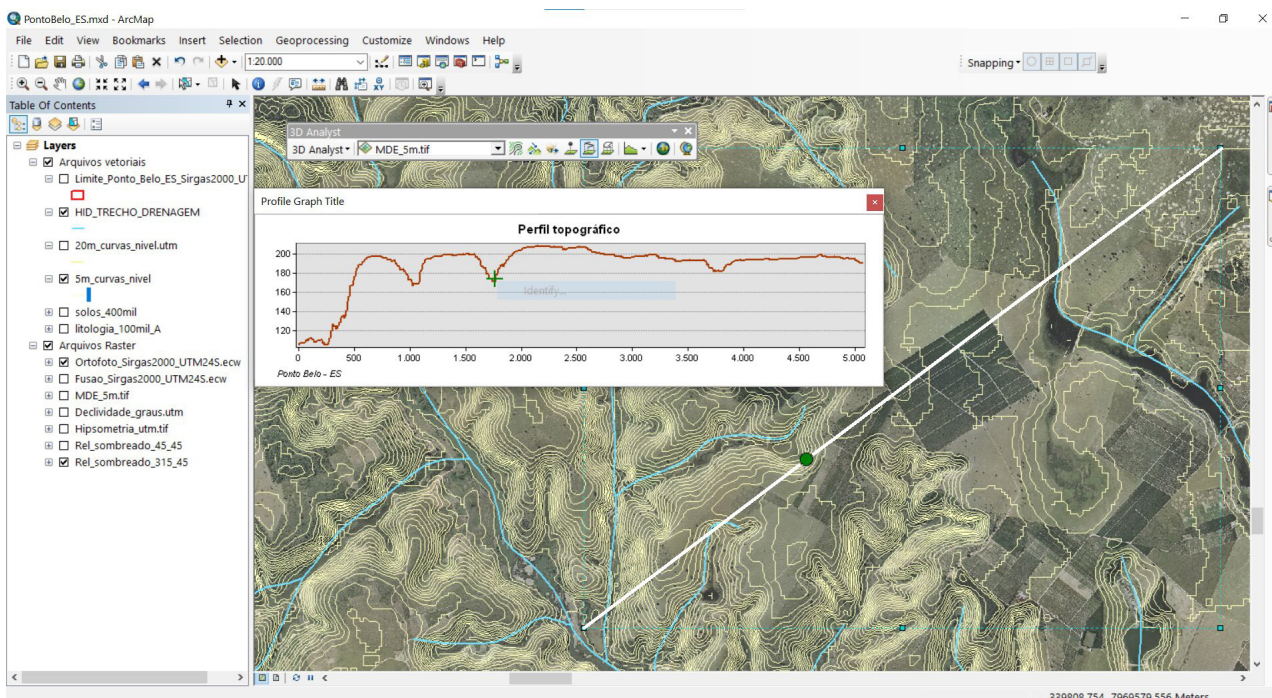 PontoBelo_ES.mxd - ArcMap
File Edit View Bookmarks Insert Selection Geoprocessing Customize Windows Help
1:20.000
Snapping
Table Of Contents
Layers
Arquivos vetoriais
Limite_Ponto_Belo_ES_Sirgas2000_U
HID_TRECHO_DRENAGEM
20m_curvas_nivel.utm
5m_curvas_nivel
solos_400mil
litologia_100mil_A
Arquivos Raster
Ortofoto_Sirgas2000_UTM24S.ecw
Fusao_Sirgas2000_UTM24S.ecw
MDE_5m.tif
Declividade_graus.utm
Hipsometria_utm.tif
Rel_sombreado_45_45
Rel_sombreado_315_45
3D Analyst
3D Analyst MDE_5m.tif
Profile Graph Title
Perfil topográfico
200
180
160
140
120
Identify...
0 500 1.000 1.500 2.000 2.500 3.000 3.500 4.000 4.500 5.000
Ponto Belo - ES
339808,754 7969579,556 Meters